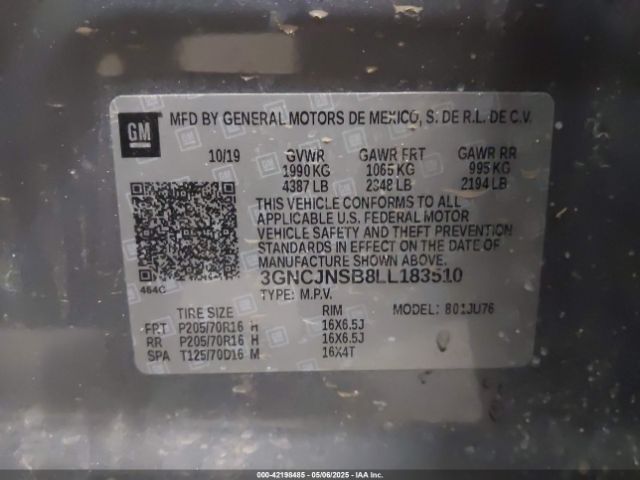 GM MFD BY GENERAL MOTORS DE MEXICO, S. DE R.L. DE C.V.
10/19 GVWR GAWR FRT GAWR RR
1990 KG 1065 KG 995 KG
4387 LB 2348 LB 2194 LB
THIS VEHICLE CONFORMS TO ALL
APPLICABLE U.S. FEDERAL MOTOR
VEHICLE SAFETY AND THEFT PREVENTION
STANDARDS IN EFFECT ON THE DATE OF
MANUFACTURE SHOWN ABOVE.
464C 3GNCJNSB8LL183510
TYPE: M.P.V.
TIRE SIZE RIM MODEL: 801JU76
FRT P205/70R16 H 16X6.5J
RR P205/70R16 H 16X6.5J
SPA T125/70D16 M 16X4T
000-42198485 - 05/06/2025 - IAA Inc.